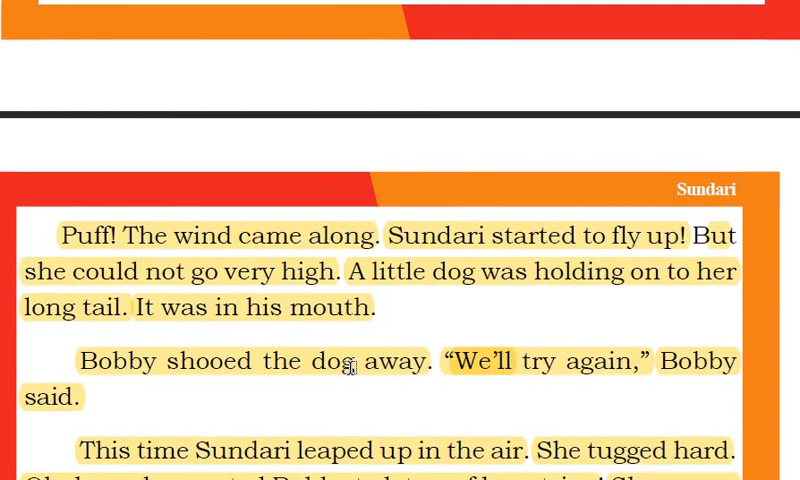 Sundari
Puff! The wind came along. Sundari started to fly up! But
she could not go very high. A little dog was holding on to her
long tail. It was in his mouth.
Bobby shooed the dog away. “We’ll try again,” Bobby
said.
This time Sundari leaped up in the air. She tugged hard.